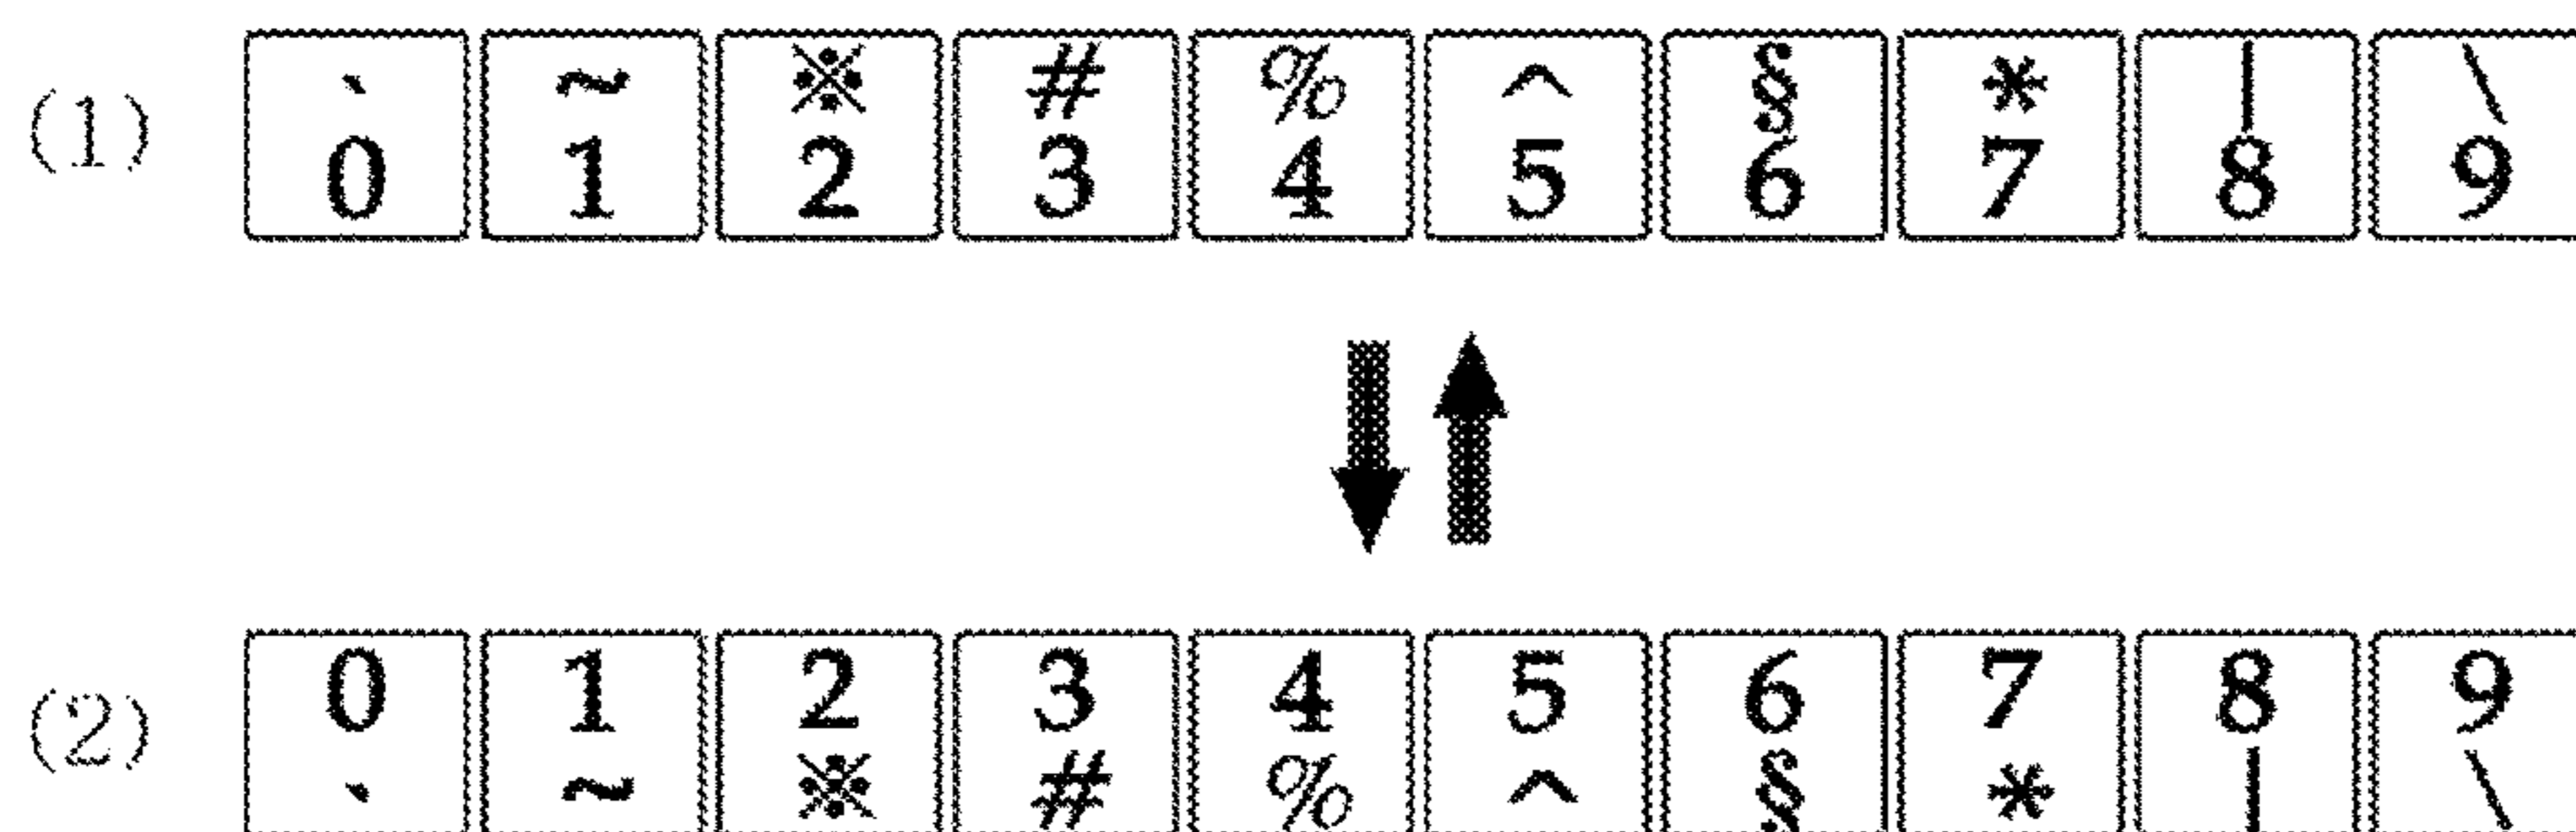 (1) ` ~ ※ # % ^ § * | \
0 1 2 3 4 5 6 7 8 9
(2) 0 1 2 3 4 5 6 7 8 9
` ~ ※ # % ^ § * | \